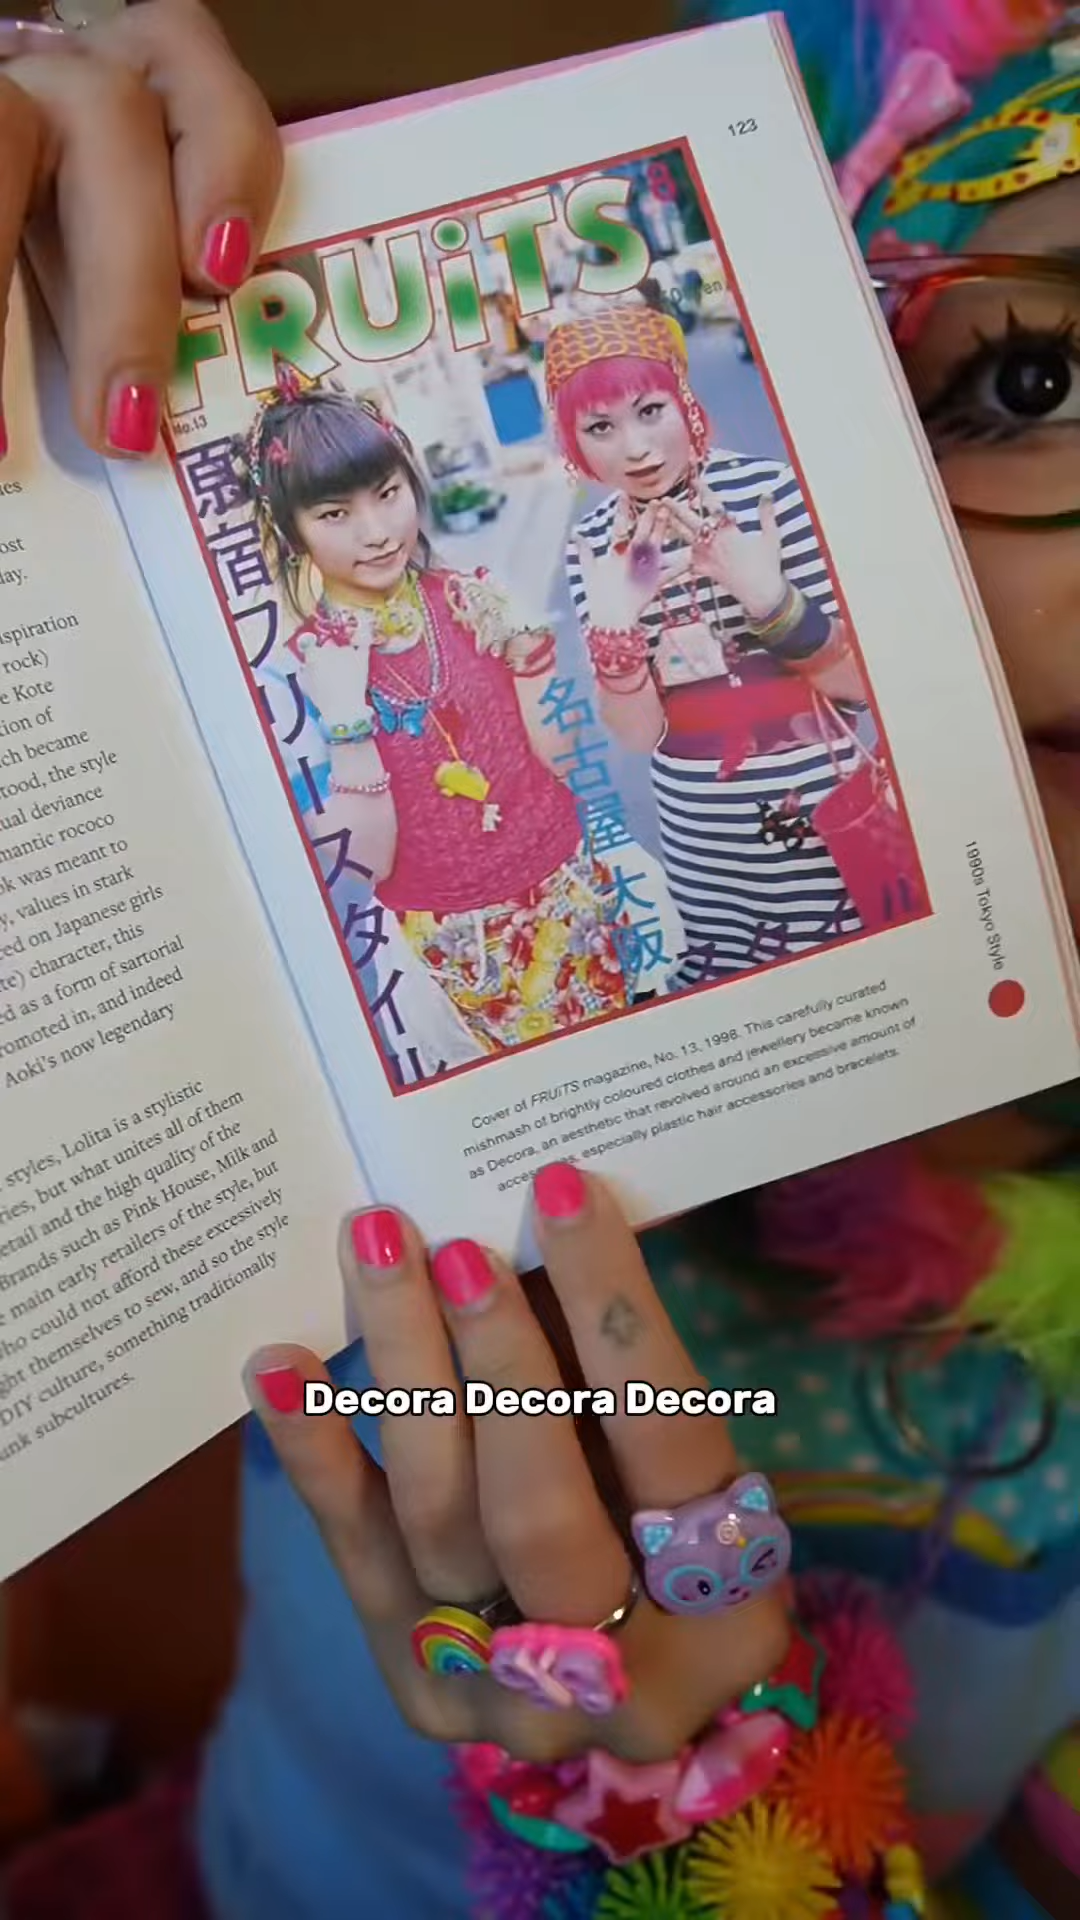 ost
lay.
spiration
rock)
e Kote
tion of
ch became
tood, the style
ual deviance
mantic rococo
ok was meant to
y, values in stark
ced on Japanese girls
te) character, this
ed as a form of sartorial
romoted in, and indeed
Aoki's now legendary
styles, Lolita is a stylistic
ries, but what unites all of them
etail and the high quality of the
Brands such as Pink House, Milk and
e main early retailers of the style, but
ho could not afford these excessively
ght themselves to sew, and so the style
DIY culture, something traditionally
unk subcultures.
123
FRUiTS
8
No.13
原宿フリースタイル
名古屋大阪スタイル
Cover of FRUiTS magazine, No. 13, 1998. This carefully curated
mishmash of brightly coloured clothes and jewellery became known
as Decora, an aesthetic that revolved around an excessive amount of
accessories, especially plastic hair accessories and bracelets.
1990s Tokyo Style
Decora Decora Decora